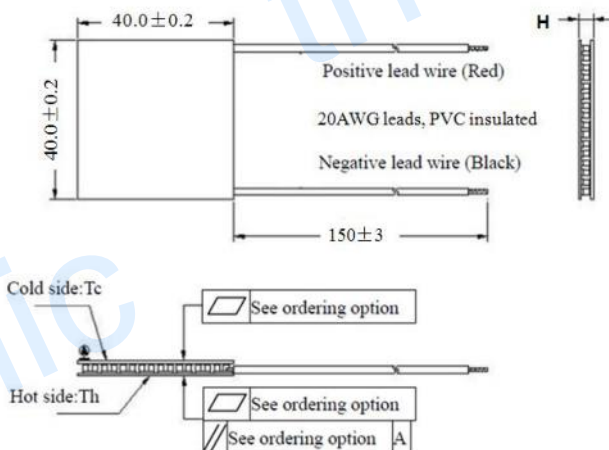 40.0±0.2
H
40.0±0.2
Positive lead wire (Red)
20AWG leads, PVC insulated
Negative lead wire (Black)
150±3
Cold side:Tc
See ordering option
Hot side:Th
See ordering option
See ordering option A